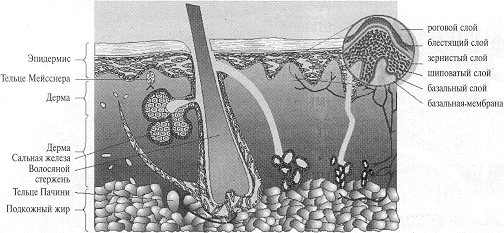 Эпидермис
Тельце Мейсснера
Дерма
Дерма
Сальная железа
Волосяной
стержень
Тельце Пачини
Подкожный жир
роговой слой
блестящий слой
зернистый слой
шиповатый слой
базальный слой
базальная-мембрана